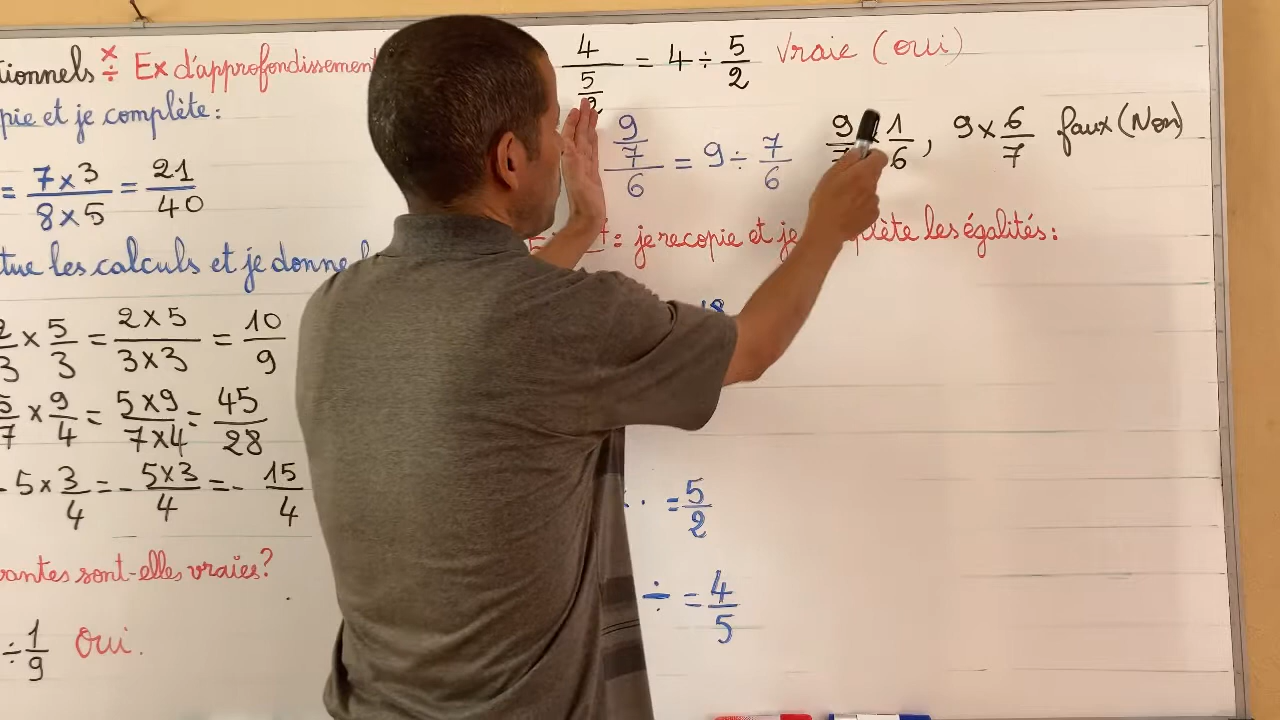 tionnels × ÷ Ex d'approfondissement
pie et je complète:
= 7×3/8×5 = 21/40
tue les calculs et je donne
2/3 × 5/3 = 2×5/3×3 = 10/9
5/7 × 9/4 = 5×9/7×4 = 45/28
- 5 × 3/4 = - 5×3/4 = - 15/4
vantes sont-elles vraies?
÷ 1/9 Oui.
4/(5/2) = 4 ÷ 5/2 Vraie (oui)
(9/7)/6 = 9 ÷ 7/6 9/ 1/6 , 9 × 6/7 faux (Non)
: je recopie et je les égalités:
18
= 5/2
÷ = 4/5